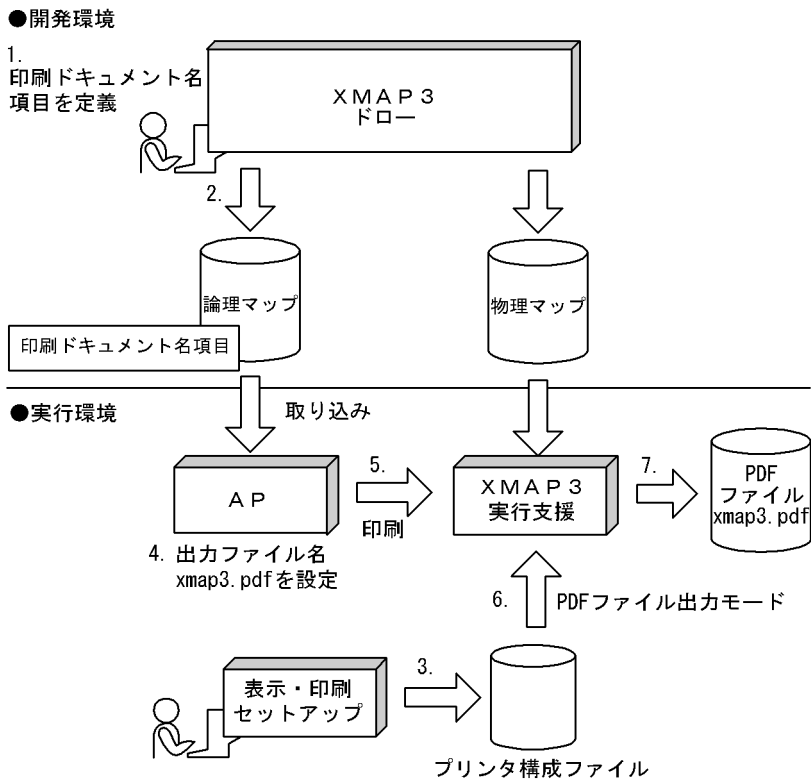 ●開発環境
1.
印刷ドキュメント名
項目を定義
XMAP3
ドロー
2.
論理マップ
物理マップ
印刷ドキュメント名項目
●実行環境
取り込み
AP
5.
印刷
XMAP3
実行支援
7.
PDF
ファイル
xmap3.pdf
4. 出力ファイル名
xmap3.pdfを設定
6.
PDFファイル出力モード
表示・印刷
セットアップ
3.
プリンタ構成ファイル